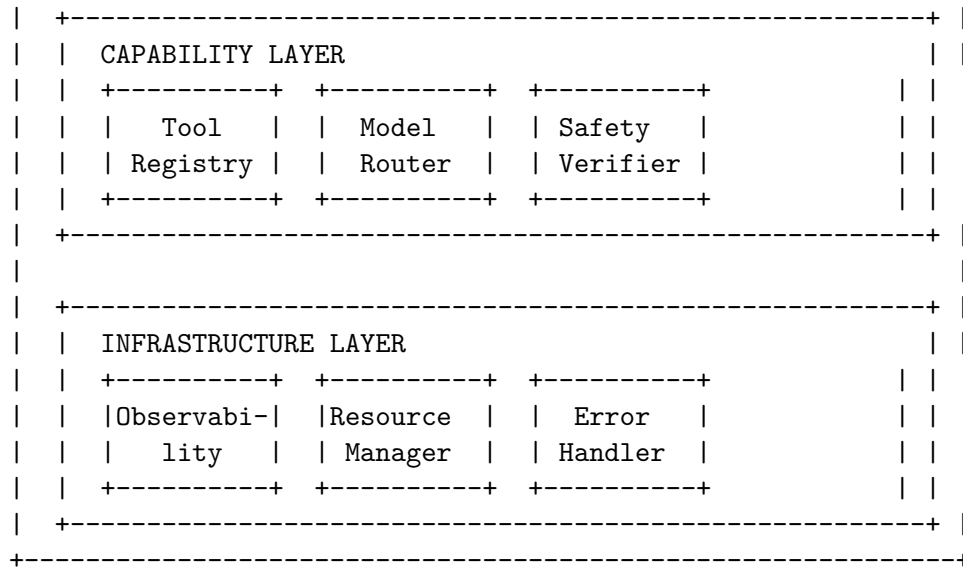 |  +--------------------------------------------------------+ |
|  | CAPABILITY LAYER                                      | |
|  |  +----------+  +----------+  +----------+            | |
|  |  |   Tool   |  |  Model   |  | Safety   |            | |
|  |  | Registry |  |  Router  |  | Verifier |            | |
|  |  +----------+  +----------+  +----------+            | |
|  +--------------------------------------------------------+ |
|                                                             |
|  +--------------------------------------------------------+ |
|  | INFRASTRUCTURE LAYER                                  | |
|  |  +----------+  +----------+  +----------+            | |
|  |  |Observabi-|  |Resource  |  |  Error   |            | |
|  |  |   lity   |  | Manager  |  | Handler  |            | |
|  |  +----------+  +----------+  +----------+            | |
|  +--------------------------------------------------------+ |
+-------------------------------------------------------------+